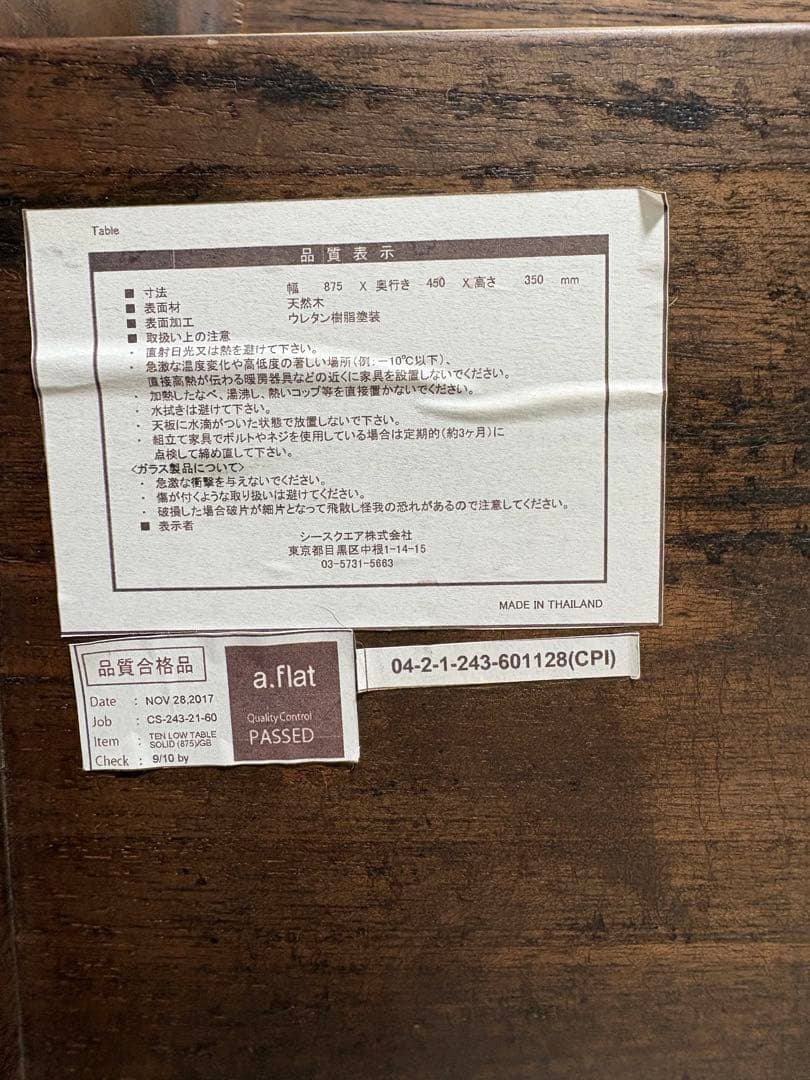 Table
品質表示
■ 寸法 幅 875 X 奥行き 450 X 高さ 350 mm
■ 表面材 天然木
■ 表面加工 ウレタン樹脂塗装
■ 取扱い上の注意
・ 直射日光又は熱を避けて下さい。
・ 急激な温度変化や高低度の著しい場所(例:−10℃以下)、
直接高熱が伝わる暖房器具などの近くに家具を設置しないでください。
・ 加熱したなべ、湯沸し、熱いコップ等を直接置かないでください。
・ 水拭きは避けて下さい。
・ 天板に水滴がついた状態で放置しないで下さい。
・ 組立て家具でボルトやネジを使用している場合は定期的(約3ヶ月)に
点検して締め直して下さい。
<ガラス製品について>
・ 急激な衝撃を与えないでください。
・ 傷が付くような取り扱いは避けてください。
・ 破損した場合破片が細片となって飛散し怪我の恐れがあるので注意してください。
■ 表示者
シースクエア株式会社
東京都目黒区中根1-14-15
03-5731-5663
MADE IN THAILAND
品質合格品
Date : NOV 28,2017
Job : CS-243-21-60
Item : TEN LOW TABLE
SOLID (875)/GB
Check : 9/10 by
a.flat
Quality Control
PASSED
04-2-1-243-601128(CPI)